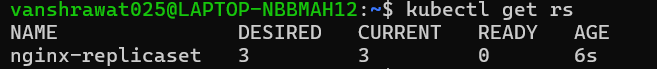 vanshrawat025@LAPTOP-NBBMAH12:~$ kubectl get rs
NAME DESIRED CURRENT READY AGE
nginx-replicaset 3 3 0 6s